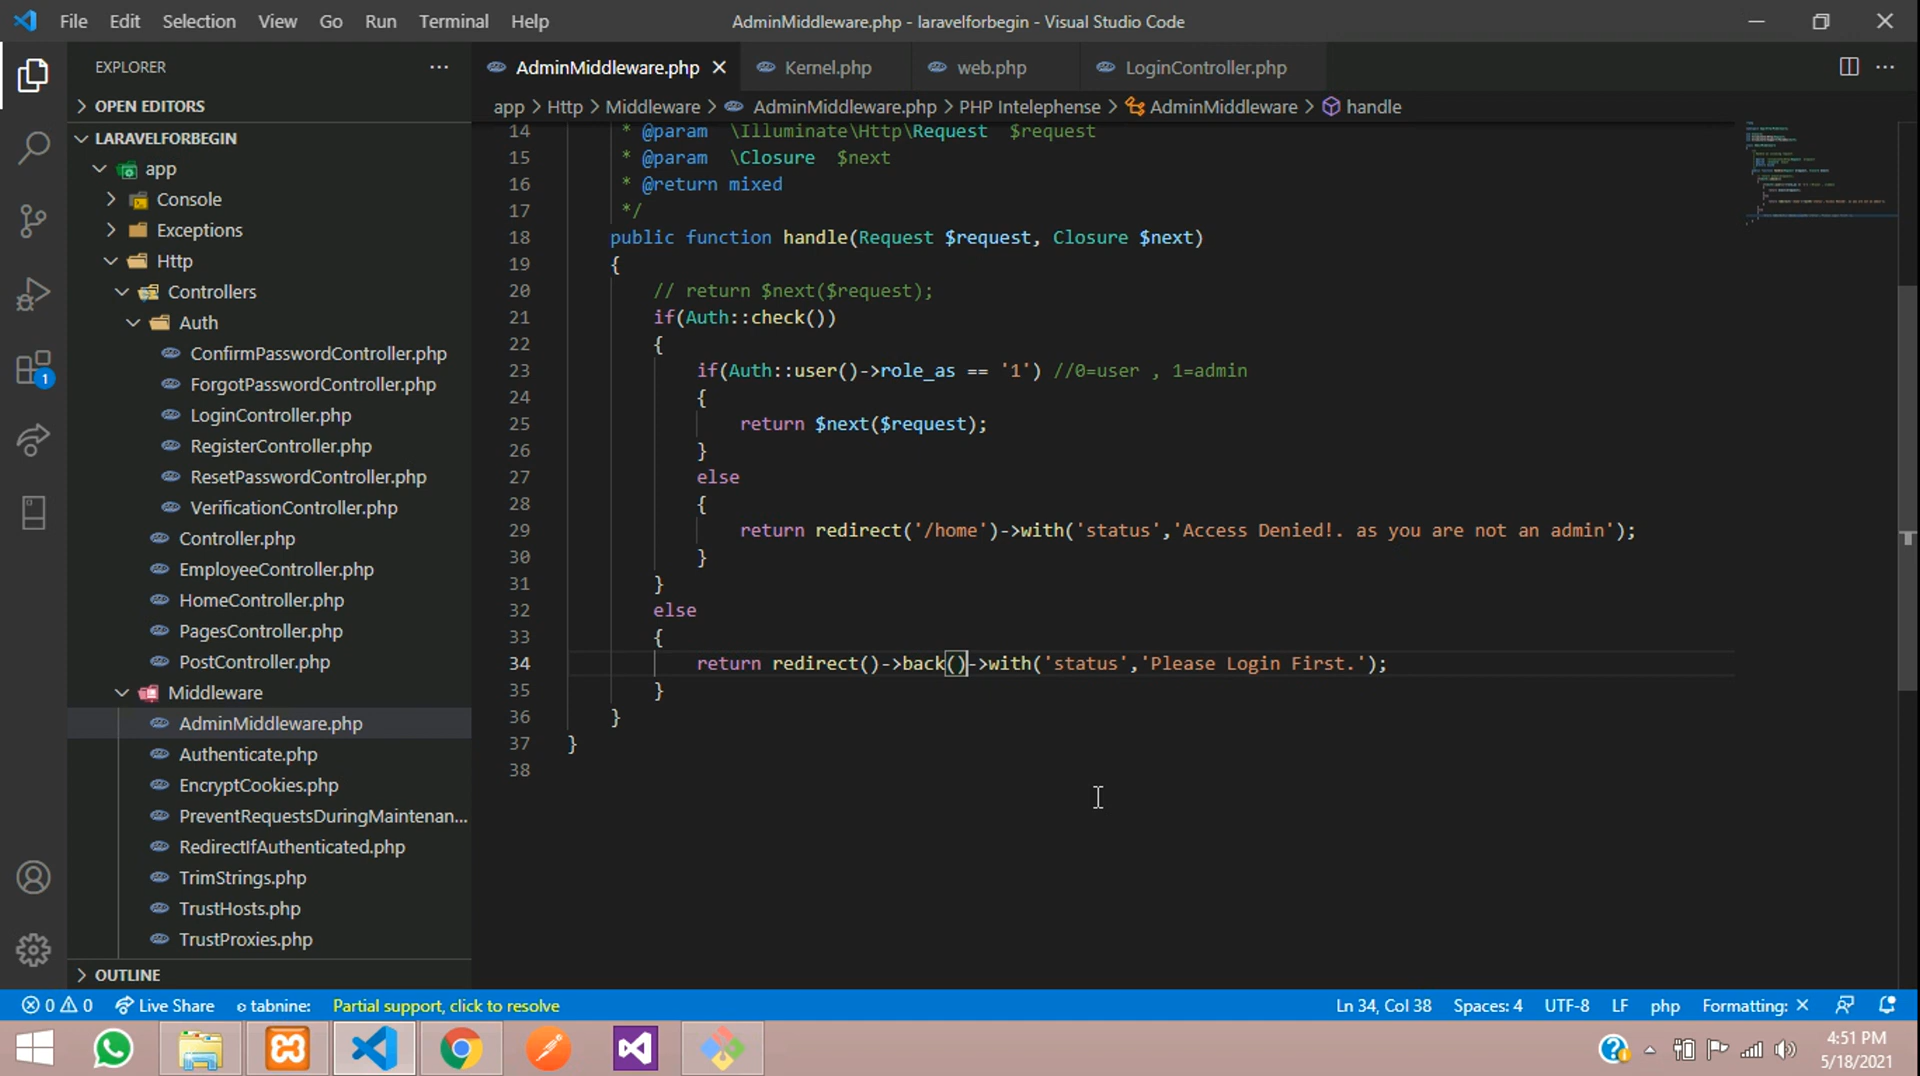 File Edit Selection View Go Run Terminal Help
AdminMiddleware.php - laravelforbegin - Visual Studio Code
EXPLORER
OPEN EDITORS
LARAVELFORBEGIN
app
Console
Exceptions
Http
Controllers
Auth
ConfirmPasswordController.php
ForgotPasswordController.php
LoginController.php
RegisterController.php
ResetPasswordController.php
VerificationController.php
Controller.php
EmployeeController.php
HomeController.php
PagesController.php
PostController.php
Middleware
AdminMiddleware.php
Authenticate.php
EncryptCookies.php
PreventRequestsDuringMaintenan...
RedirectIfAuthenticated.php
TrimStrings.php
TrustHosts.php
TrustProxies.php
OUTLINE
1
AdminMiddleware.php Kernel.php web.php LoginController.php
app > Http > Middleware > AdminMiddleware.php > PHP Intelephense > AdminMiddleware > handle
14 * @param \Illuminate\Http\Request $request
15 * @param \Closure $next
16 * @return mixed
17 */
18 public function handle(Request $request, Closure $next)
19 {
20 // return $next($request);
21 if(Auth::check())
22 {
23 if(Auth::user()->role_as == '1') //0=user , 1=admin
24 {
25 return $next($request);
26 }
27 else
28 {
29 return redirect('/home')->with('status','Access Denied!. as you are not an admin');
30 }
31 }
32 else
33 {
34 return redirect()->back()->with('status','Please Login First.');
35 }
36 }
37 }
38
0 0 Live Share tabnine: Partial support, click to resolve
Ln 34, Col 38 Spaces: 4 UTF-8 LF php Formatting: ×
4:51 PM
5/18/2021